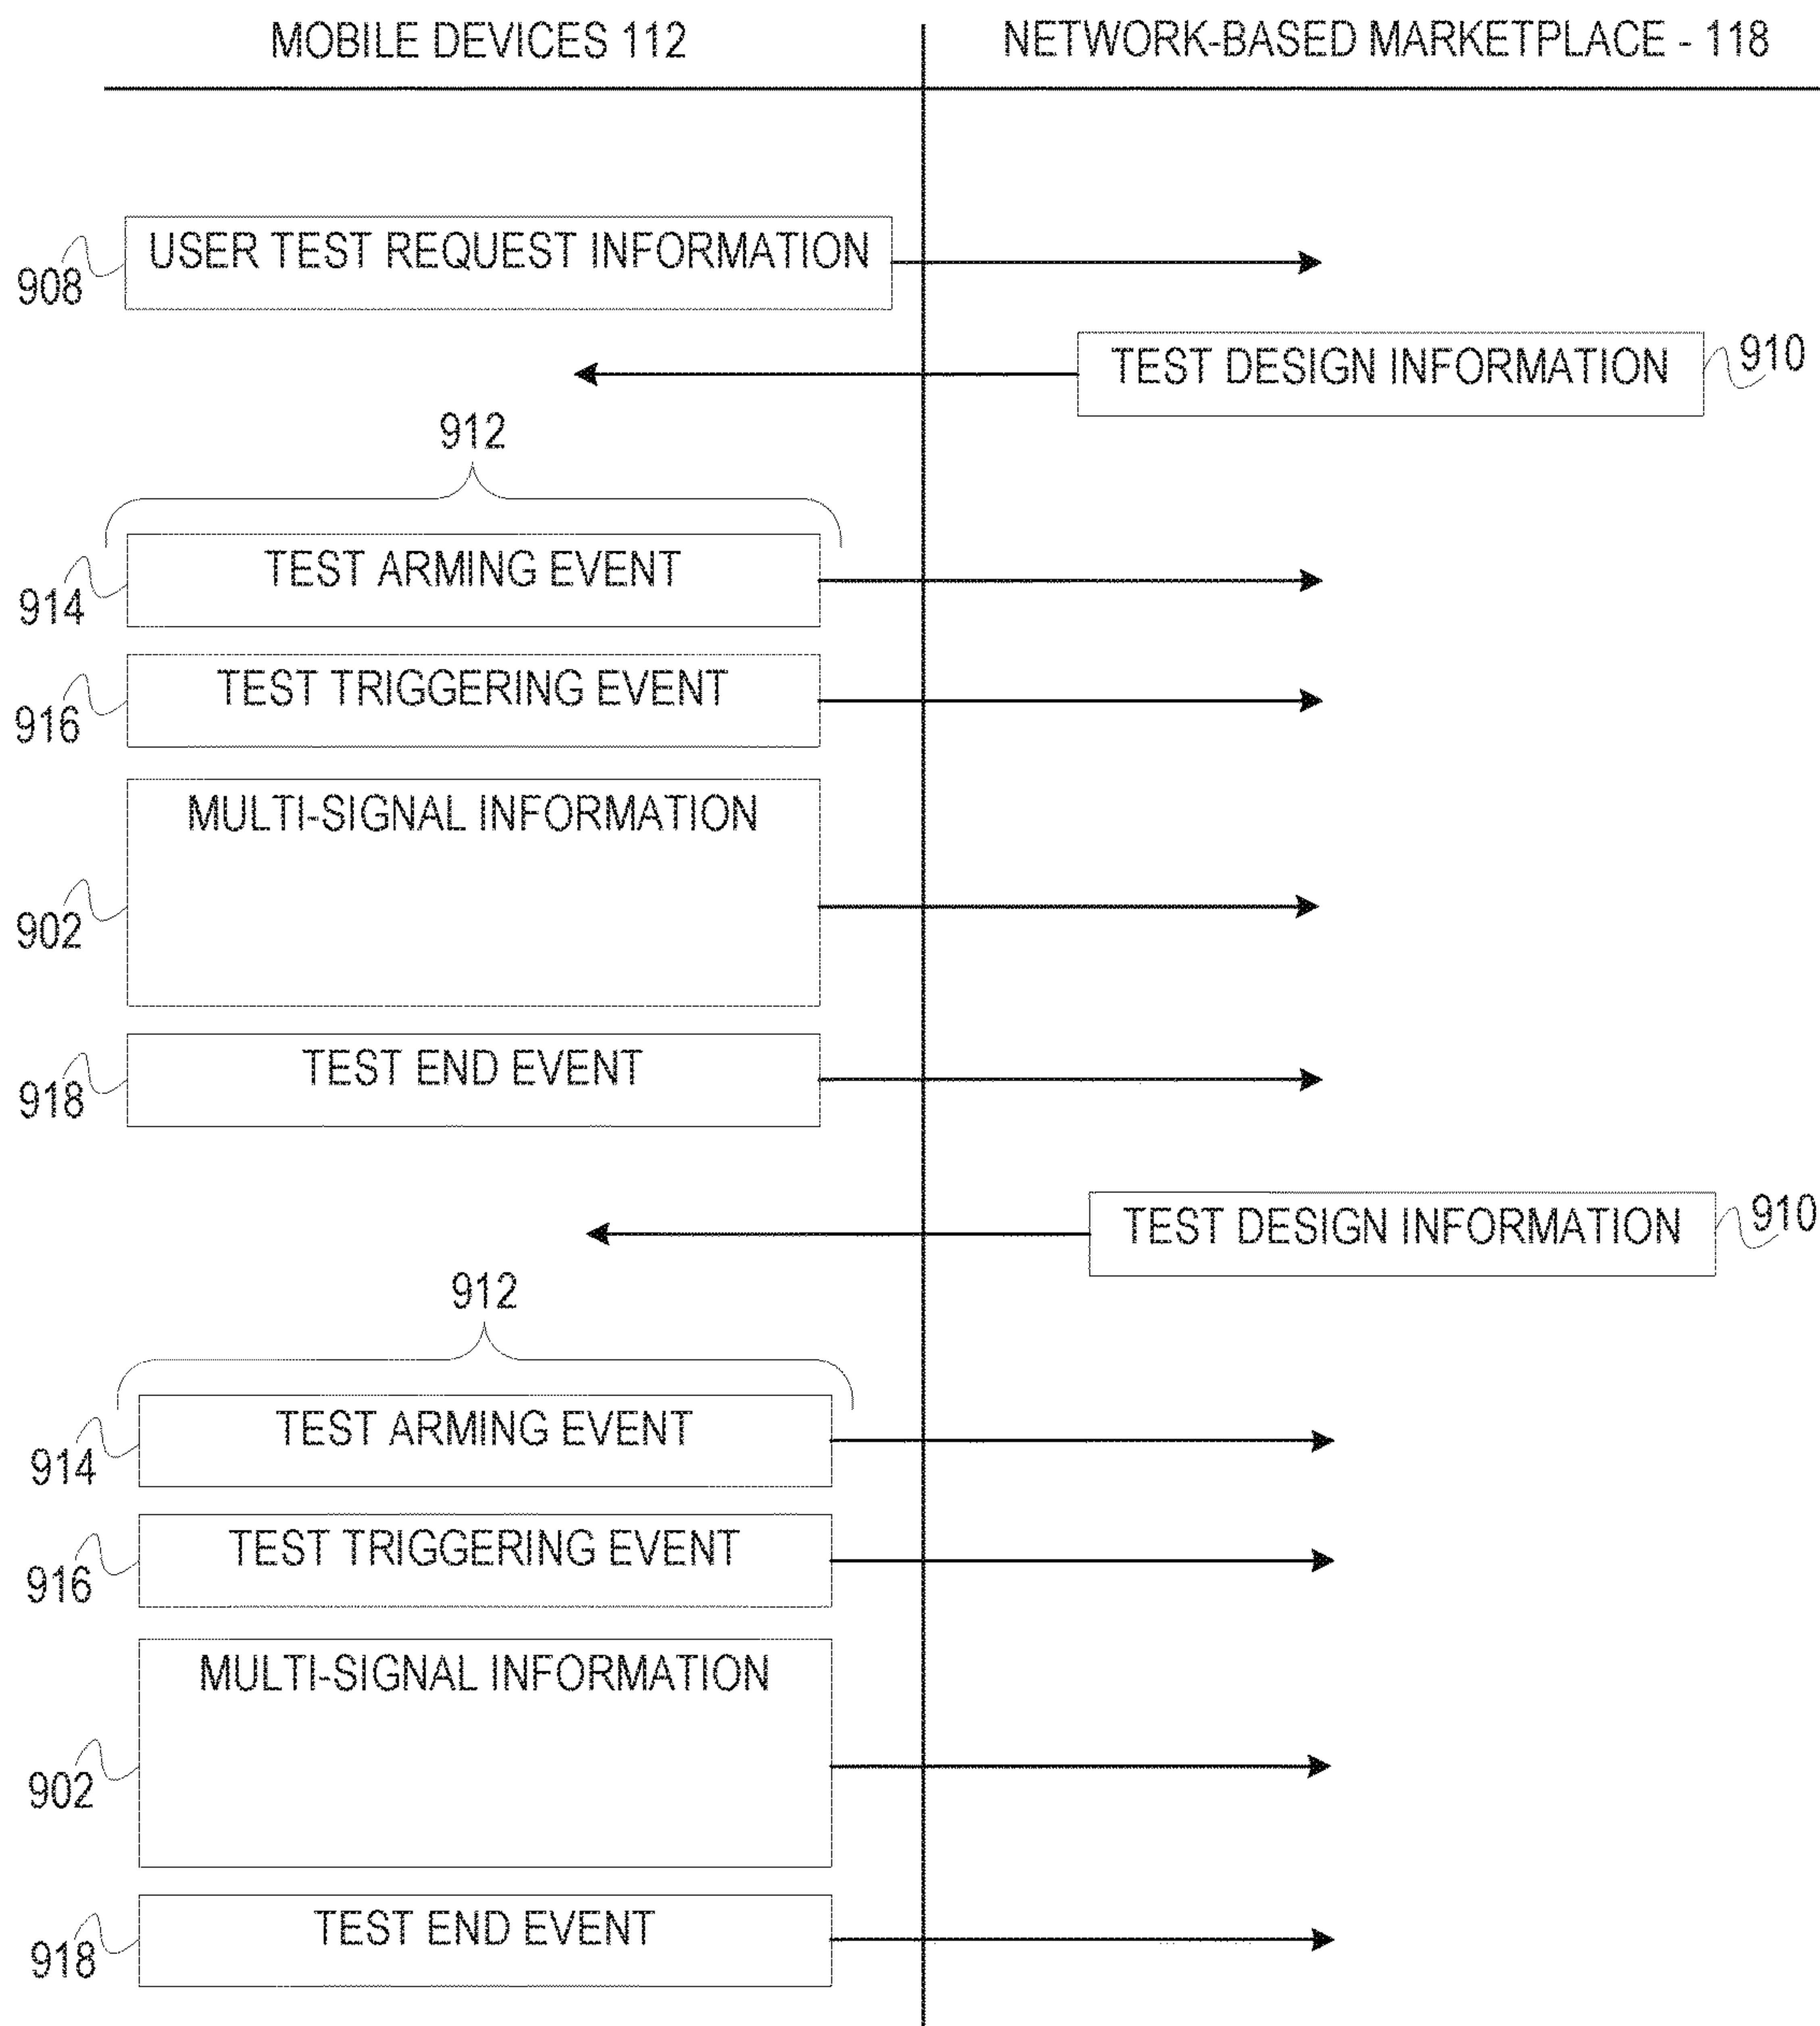 MOBILE DEVICES 112
NETWORK-BASED MARKETPLACE - 118
USER TEST REQUEST INFORMATION
908
TEST DESIGN INFORMATION
910
912
TEST ARMING EVENT
914
TEST TRIGGERING EVENT
916
MULTI-SIGNAL INFORMATION
902
TEST END EVENT
918
TEST DESIGN INFORMATION
910
912
TEST ARMING EVENT
914
TEST TRIGGERING EVENT
916
MULTI-SIGNAL INFORMATION
902
TEST END EVENT
918